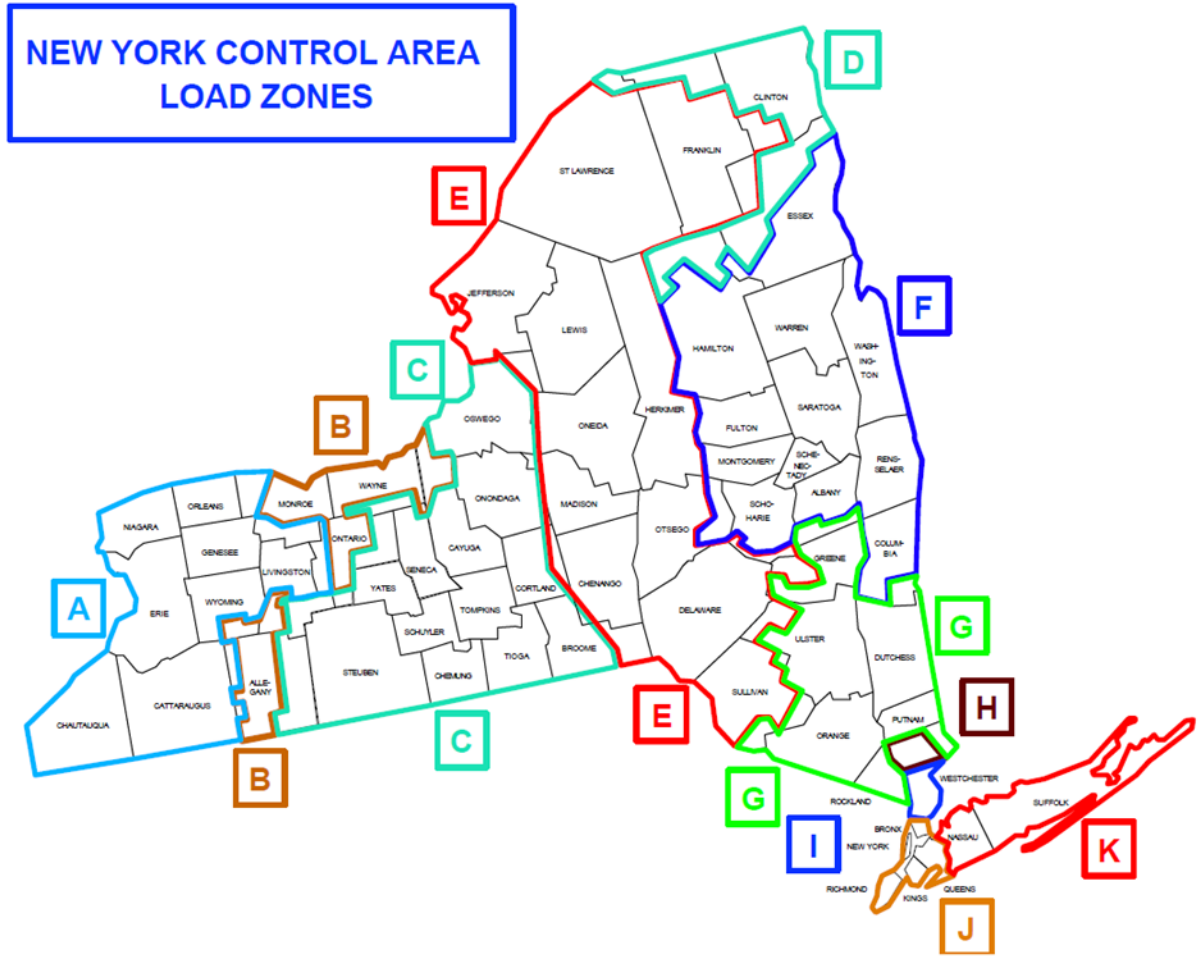 NEW YORK CONTROL AREA
LOAD ZONES
D
CLINTON
FRANKLIN
ST LAWRENCE
E
ESSEX
JEFFERSON
F
LEWIS
WARREN
HAMILTON
WASH-
ING-
TON
C
SARATOGA
HERKIMER
OSWEGO
B
ONEIDA
FULTON
MONTGOMERY
SCHE-
NEC-
TADY
RENS-
SELAER
WAYNE
ONONDAGA
ALBANY
MONROE
ORLEANS
MADISON
SCHO-
HARIE
NIAGARA
OTSEGO
ONTARIO
CAYUGA
COLUM-
BIA
GENESEE
GREENE
LIVINGSTON
SENECA
CHENANGO
YATES
CORTLAND
A
WYOMING
ERIE
TOMPKINS
DELAWARE
G
SCHUYLER
ULSTER
BROOME
TIOGA
DUTCHESS
STEUBEN
CHEMUNG
ALLE-
GANY
SULLIVAN
CATTARAUGUS
E
H
CHAUTAUQUA
PUTNAM
C
ORANGE
B
WESTCHESTER
G
ROCKLAND
SUFFOLK
BRONX
NASSAU
I
NEW YORK
K
RICHMOND
QUEENS
KINGS
J